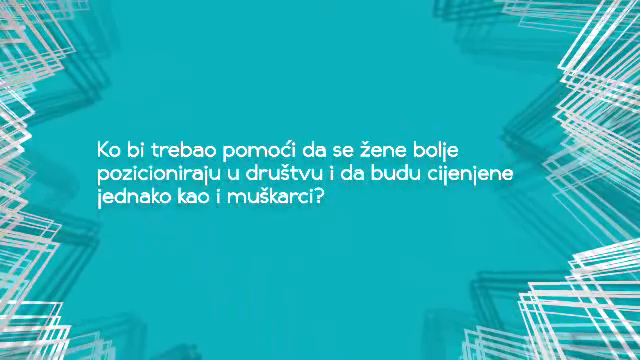 Ko bi trebao pomoći da se žene bolje
pozicioniraju u društvu i da budu cijenjene
jednako kao i muškarci?